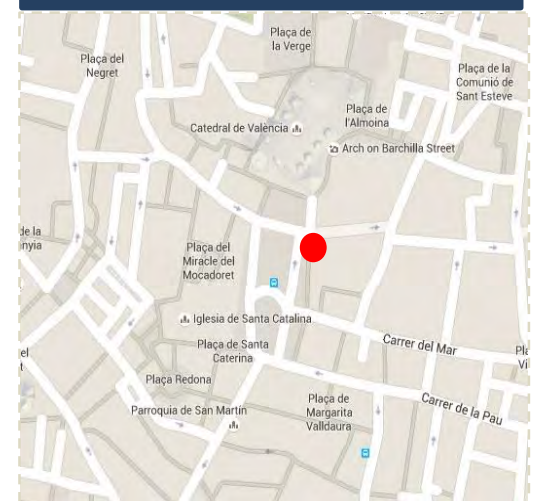 Plaça de
la Verge
Plaça del
Negret
Plaça de la
Comunió de
Sant Esteve
Plaça de
l'Almoina
Catedral de València
Arch on Barchilla Street
de la
nyia
Plaça del
Miracle del
Mocadoret
Iglesia de Santa Catalina
Carrer del Mar
Plaça de Santa
Caterina
Pla
Vil
el
t
Plaça Redona
Plaça de
Margarita
Valldaura
Carrer de la Pau
Parroquia de San Martín